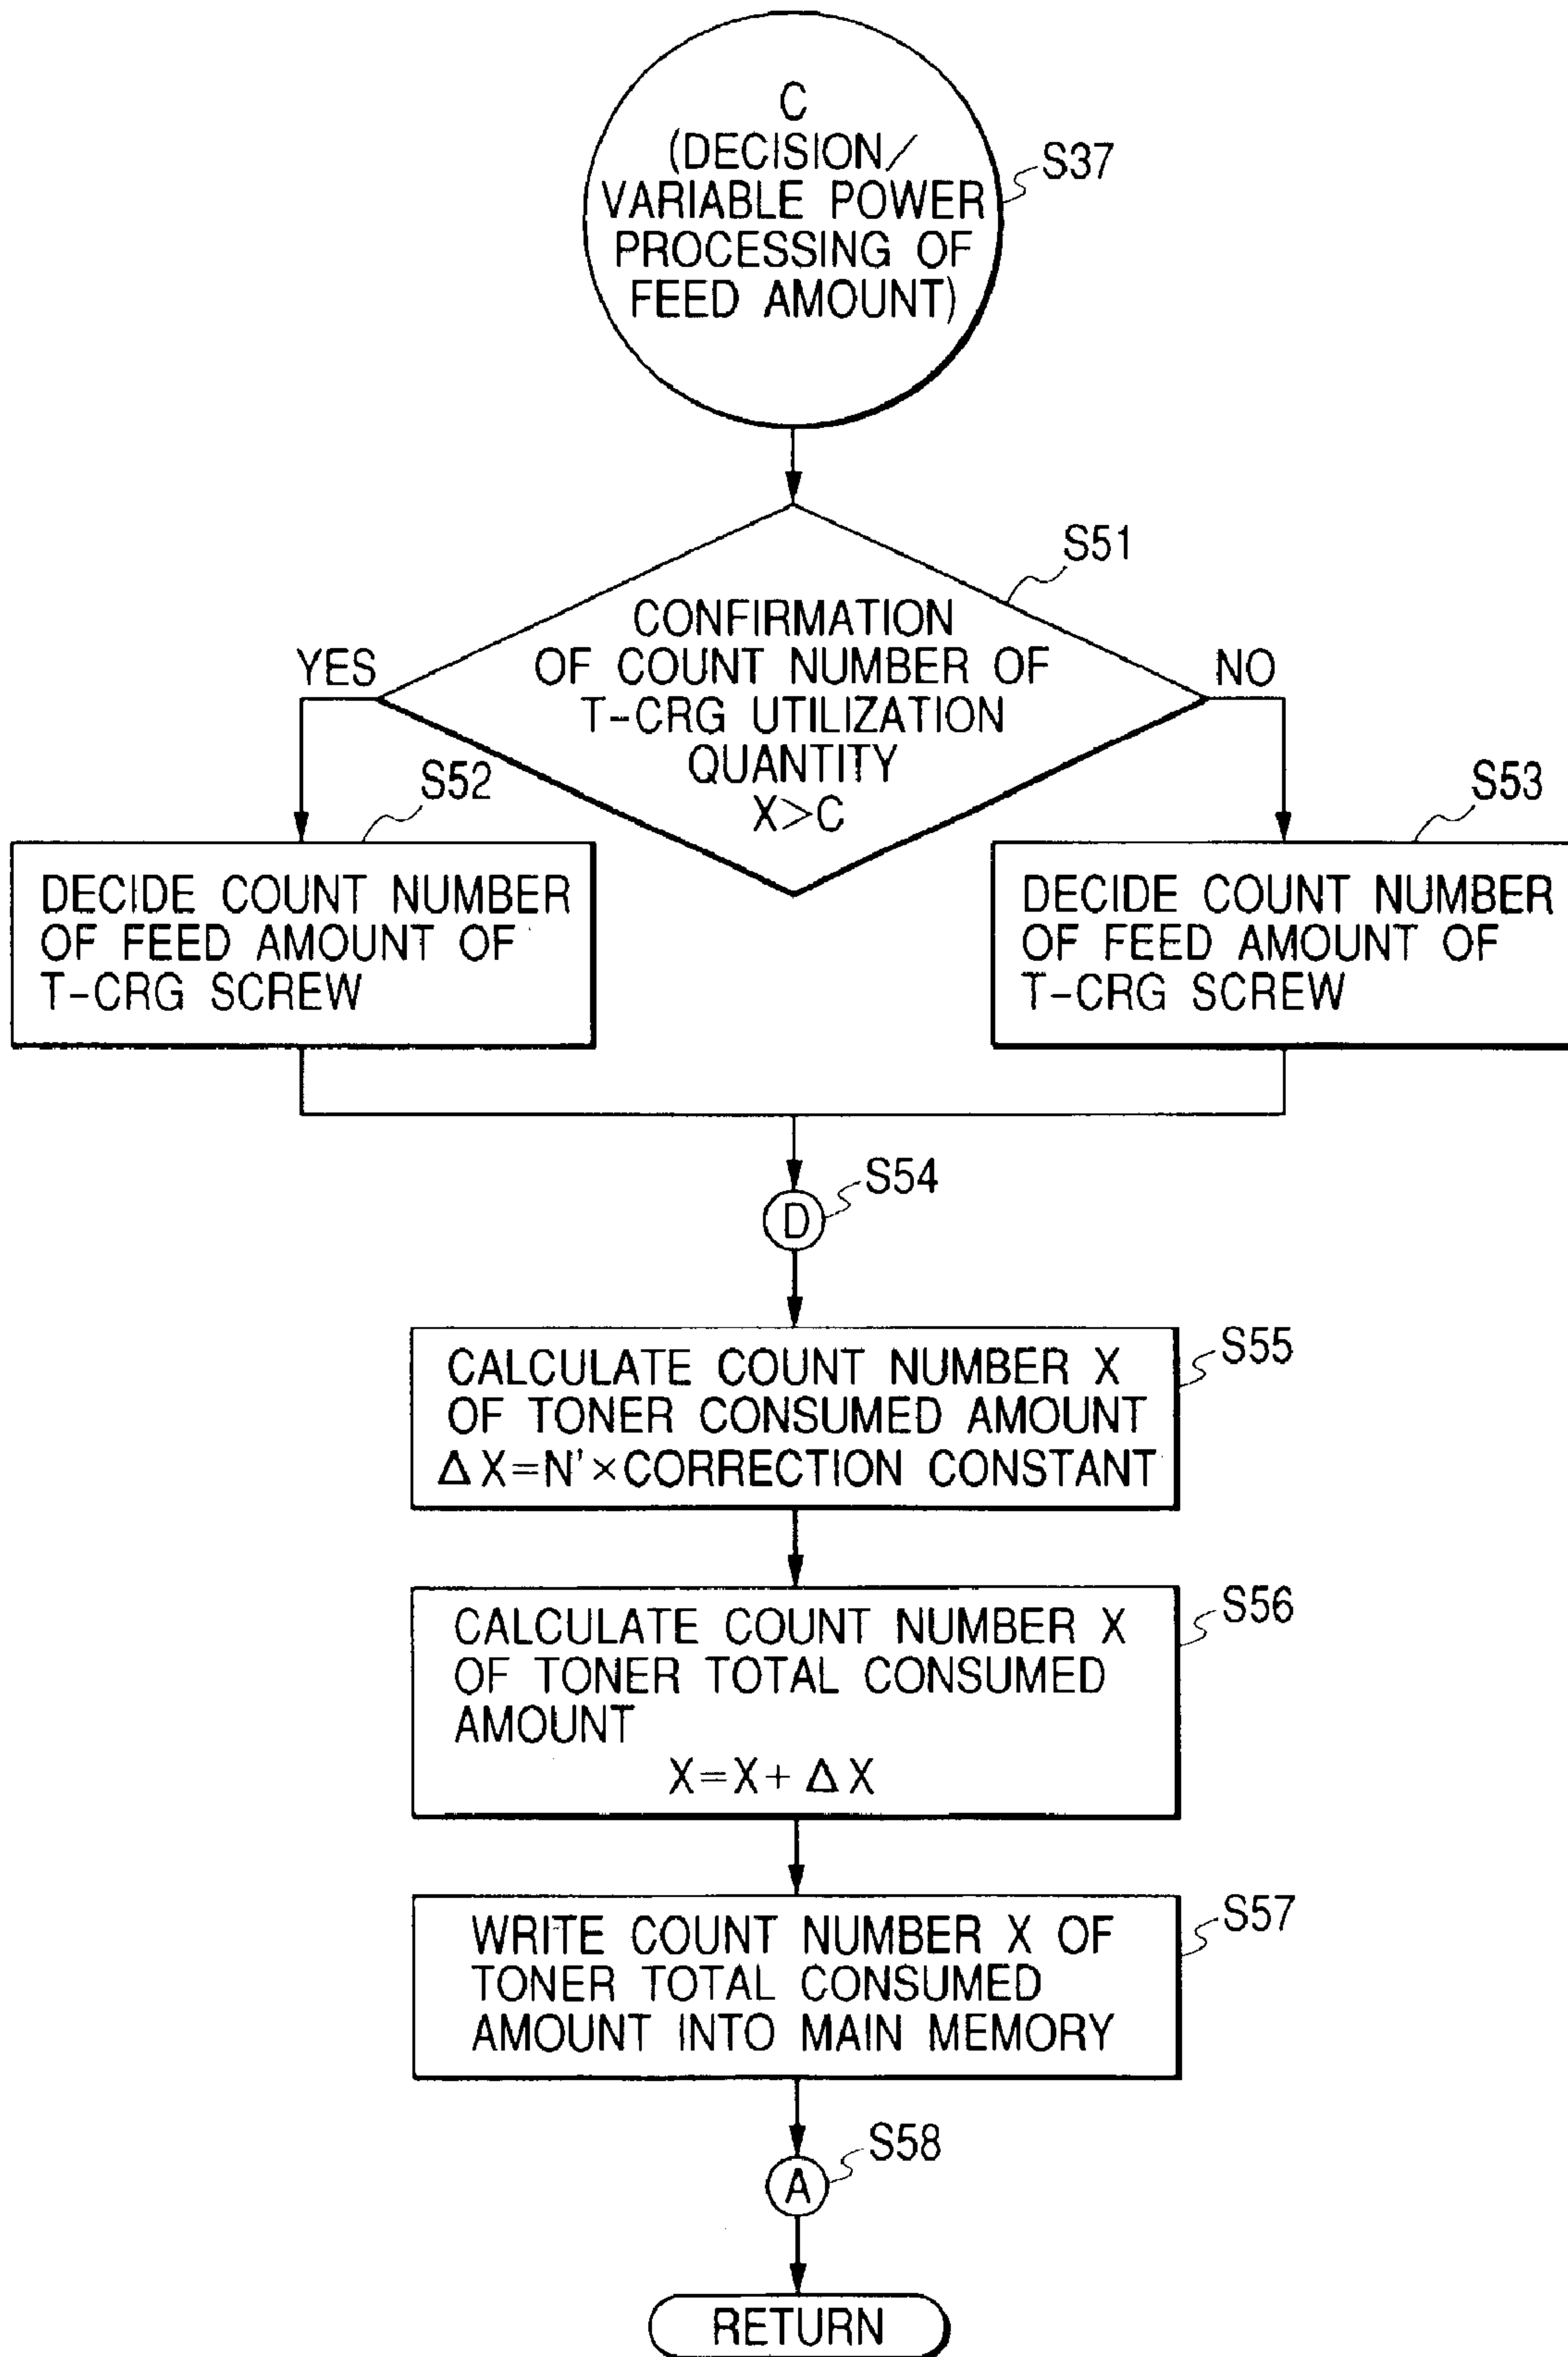 C
(DECISION/
VARIABLE POWER
PROCESSING OF
FEED AMOUNT)
S37
S51
CONFIRMATION
OF COUNT NUMBER OF
T-CRG UTILIZATION
QUANTITY
X>C
YES
NO
S52
DECIDE COUNT NUMBER
OF FEED AMOUNT OF
T-CRG SCREW
S53
DECIDE COUNT NUMBER
OF FEED AMOUNT OF
T-CRG SCREW
S54
D
S55
CALCULATE COUNT NUMBER X
OF TONER CONSUMED AMOUNT
ΔX=N'×CORRECTION CONSTANT
S56
CALCULATE COUNT NUMBER X
OF TONER TOTAL CONSUMED
AMOUNT
X=X+ΔX
S57
WRITE COUNT NUMBER X OF
TONER TOTAL CONSUMED
AMOUNT INTO MAIN MEMORY
S58
A
RETURN